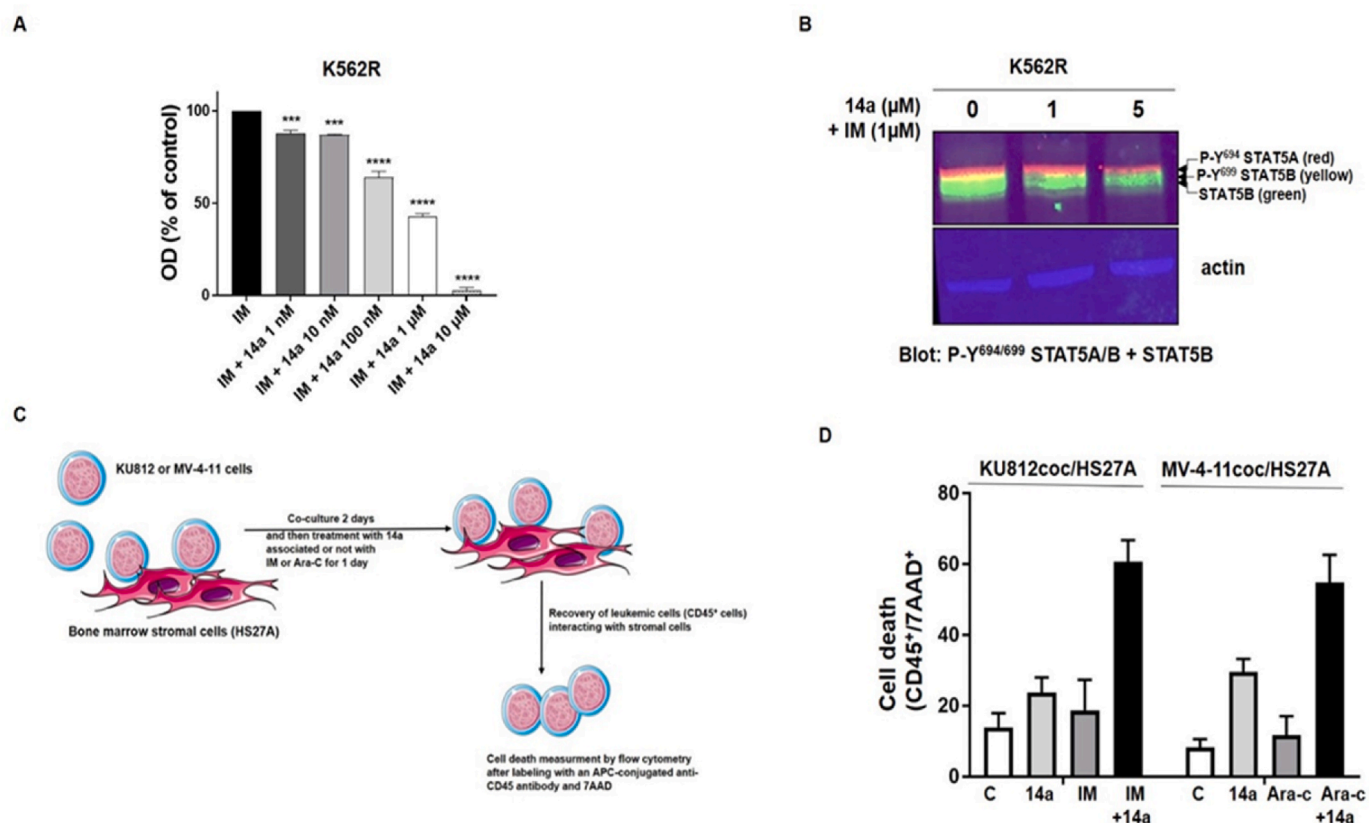 A
K562R
OD (% of control)
100
50
0
***
***
****
****
****
IM
IM + 14a 1 nM
IM + 14a 10 nM
IM + 14a 100 nM
IM + 14a 1 µM
IM + 14a 10 µM
B
K562R
14a (µM)
+ IM (1µM)
0 1 5
P-Y694 STAT5A (red)
P-Y699 STAT5B (yellow)
STAT5B (green)
actin
Blot: P-Y694/699 STAT5A/B + STAT5B
C
KU812 or MV-4-11 cells
Bone marrow stromal cells (HS27A)
Co-culture 2 days
and then treatment with 14a
associated or not with
IM or Ara-C for 1 day
Recovery of leukemic cells (CD45+ cells)
interacting with stromal cells
Cell death measurment by flow cytometry
after labeling with an APC-conjugated anti-
CD45 antibody and 7AAD
D
KU812coc/HS27A MV-4-11coc/HS27A
Cell death
(CD45+/7AAD+
80
60
40
20
0
C 14a IM IM
+14a
C 14a Ara-c Ara-c
+14a